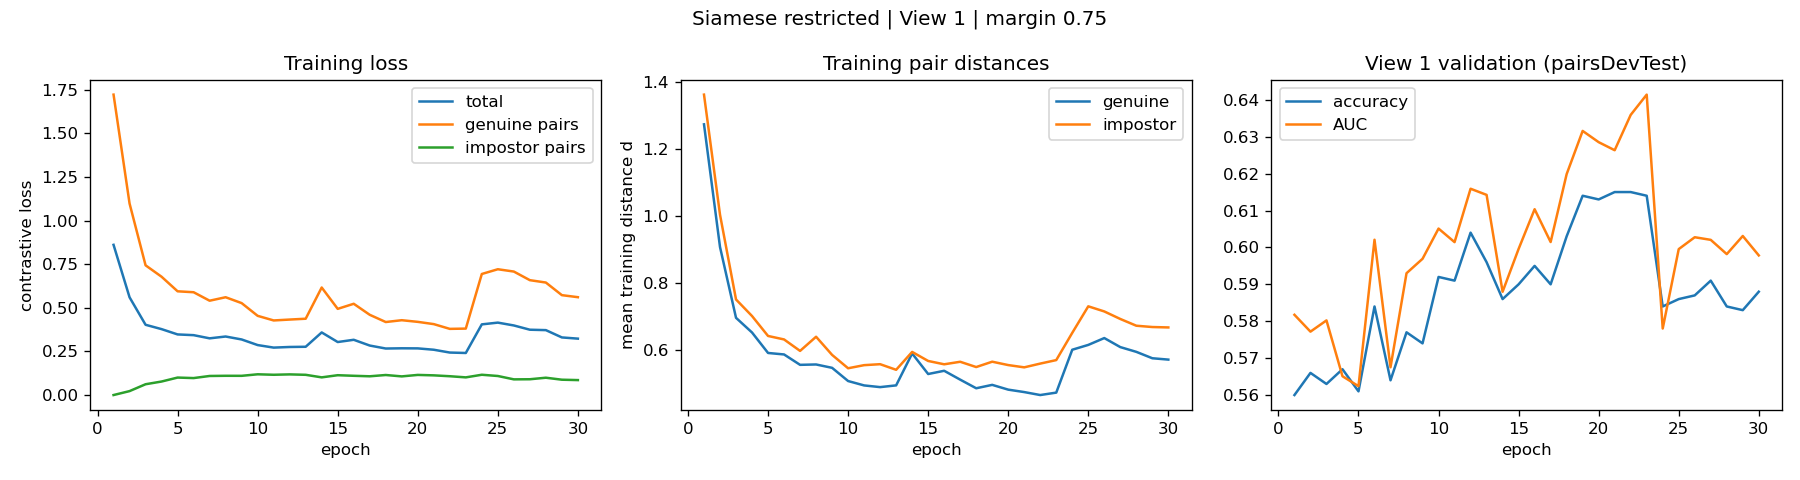 Siamese restricted | View 1 | margin 0.75
Training loss
contrastive loss
1.75
1.50
1.25
1.00
0.75
0.50
0.25
0.00
total
genuine pairs
impostor pairs
0 5 10 15 20 25 30
epoch
Training pair distances
mean training distance d
1.4
1.2
1.0
0.8
0.6
genuine
impostor
0 5 10 15 20 25 30
epoch
View 1 validation (pairsDevTest)
0.64
0.63
0.62
0.61
0.60
0.59
0.58
0.57
0.56
accuracy
AUC
0 5 10 15 20 25 30
epoch